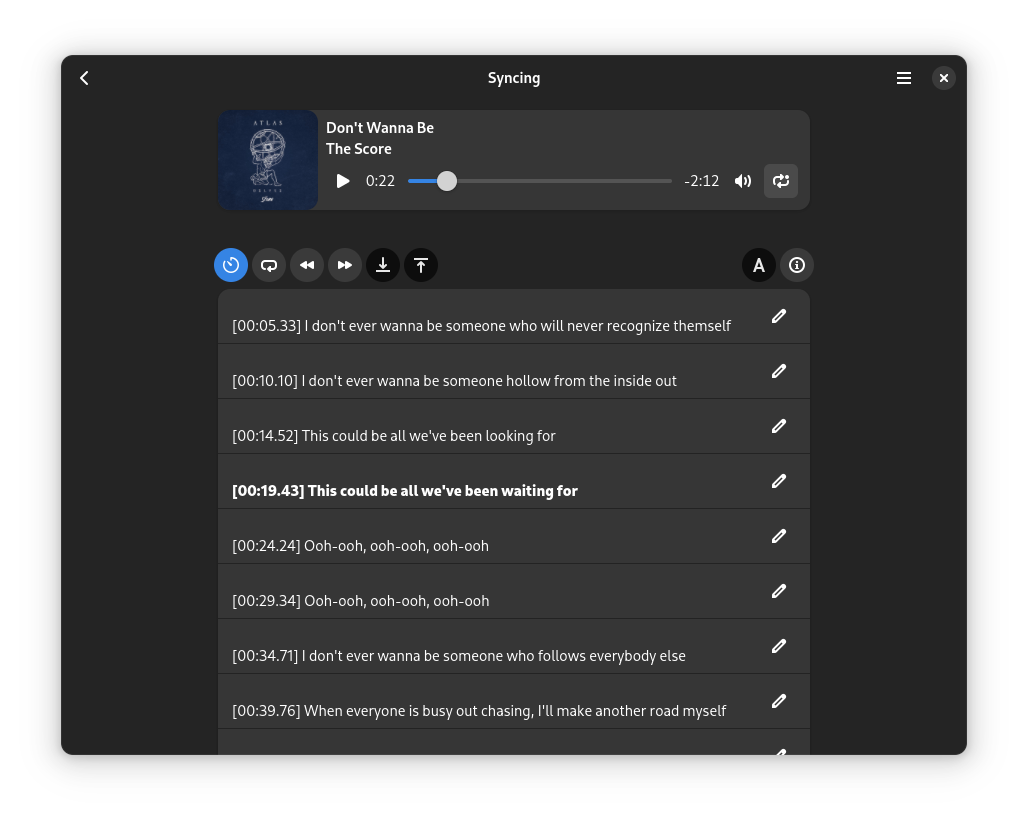 Syncing
ATLAS
DELUXE
Don't Wanna Be
The Score
0:22
-2:12
A
[00:05.33] I don't ever wanna be someone who will never recognize themself
[00:10.10] I don't ever wanna be someone hollow from the inside out
[00:14.52] This could be all we've been looking for
[00:19.43] This could be all we've been waiting for
[00:24.24] Ooh-ooh, ooh-ooh, ooh-ooh
[00:29.34] Ooh-ooh, ooh-ooh, ooh-ooh
[00:34.71] I don't ever wanna be someone who follows everybody else
[00:39.76] When everyone is busy out chasing, I'll make another road myself